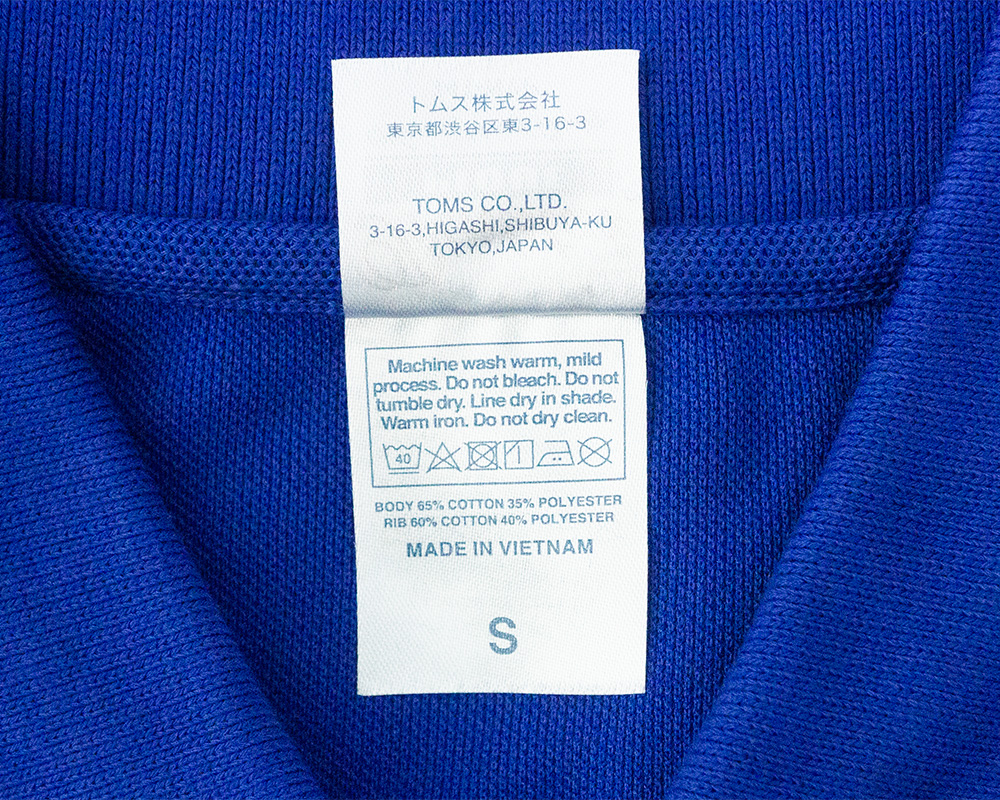 トムス株式会社
東京都渋谷区東3-16-3
TOMS CO.,LTD.
3-16-3,HIGASHI,SHIBUYA-KU
TOKYO,JAPAN
Machine wash warm, mild
process. Do not bleach. Do not
tumble dry. Line dry in shade.
Warm iron. Do not dry clean.
40
BODY 65% COTTON 35% POLYESTER
RIB 60% COTTON 40% POLYESTER
MADE IN VIETNAM
S